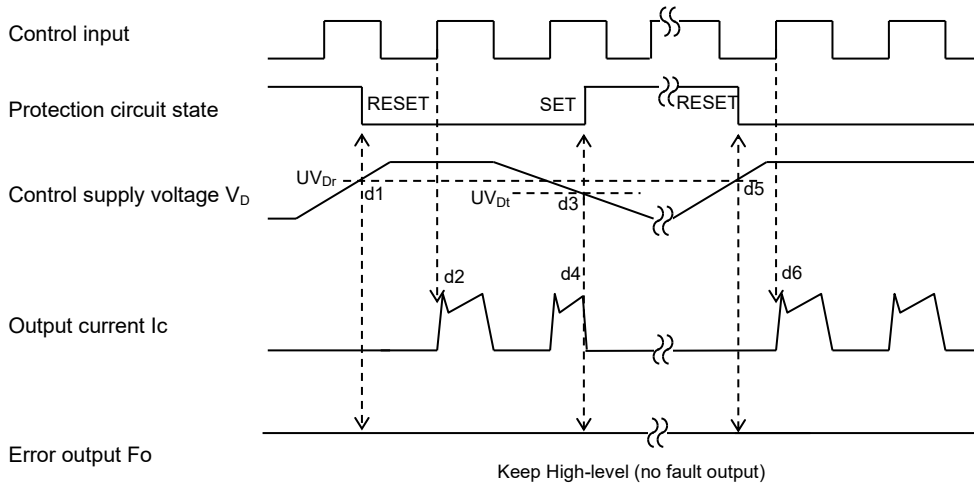 Control input
Protection circuit state
RESET
SET
RESET
Control supply voltage VD
UVDr
d1
UVDt
d3
d5
d2
d4
d6
Output current Ic
Error output Fo
Keep High-level (no fault output)